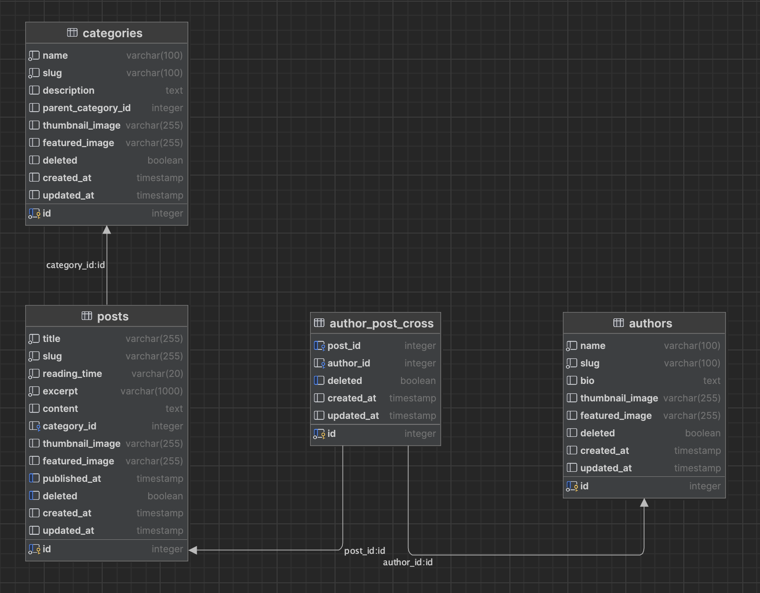 categories
name varchar(100)
slug varchar(100)
description text
parent_category_id integer
thumbnail_image varchar(255)
featured_image varchar(255)
deleted boolean
created_at timestamp
updated_at timestamp
id integer
category_id:id
posts
title varchar(255)
slug varchar(255)
reading_time varchar(20)
excerpt varchar(1000)
content text
category_id integer
thumbnail_image varchar(255)
featured_image varchar(255)
published_at timestamp
deleted boolean
created_at timestamp
updated_at timestamp
id integer
author_post_cross
post_id integer
author_id integer
deleted boolean
created_at timestamp
updated_at timestamp
id integer
authors
name varchar(100)
slug varchar(100)
bio text
thumbnail_image varchar(255)
featured_image varchar(255)
deleted boolean
created_at timestamp
updated_at timestamp
id integer
post_id:id
author_id:id